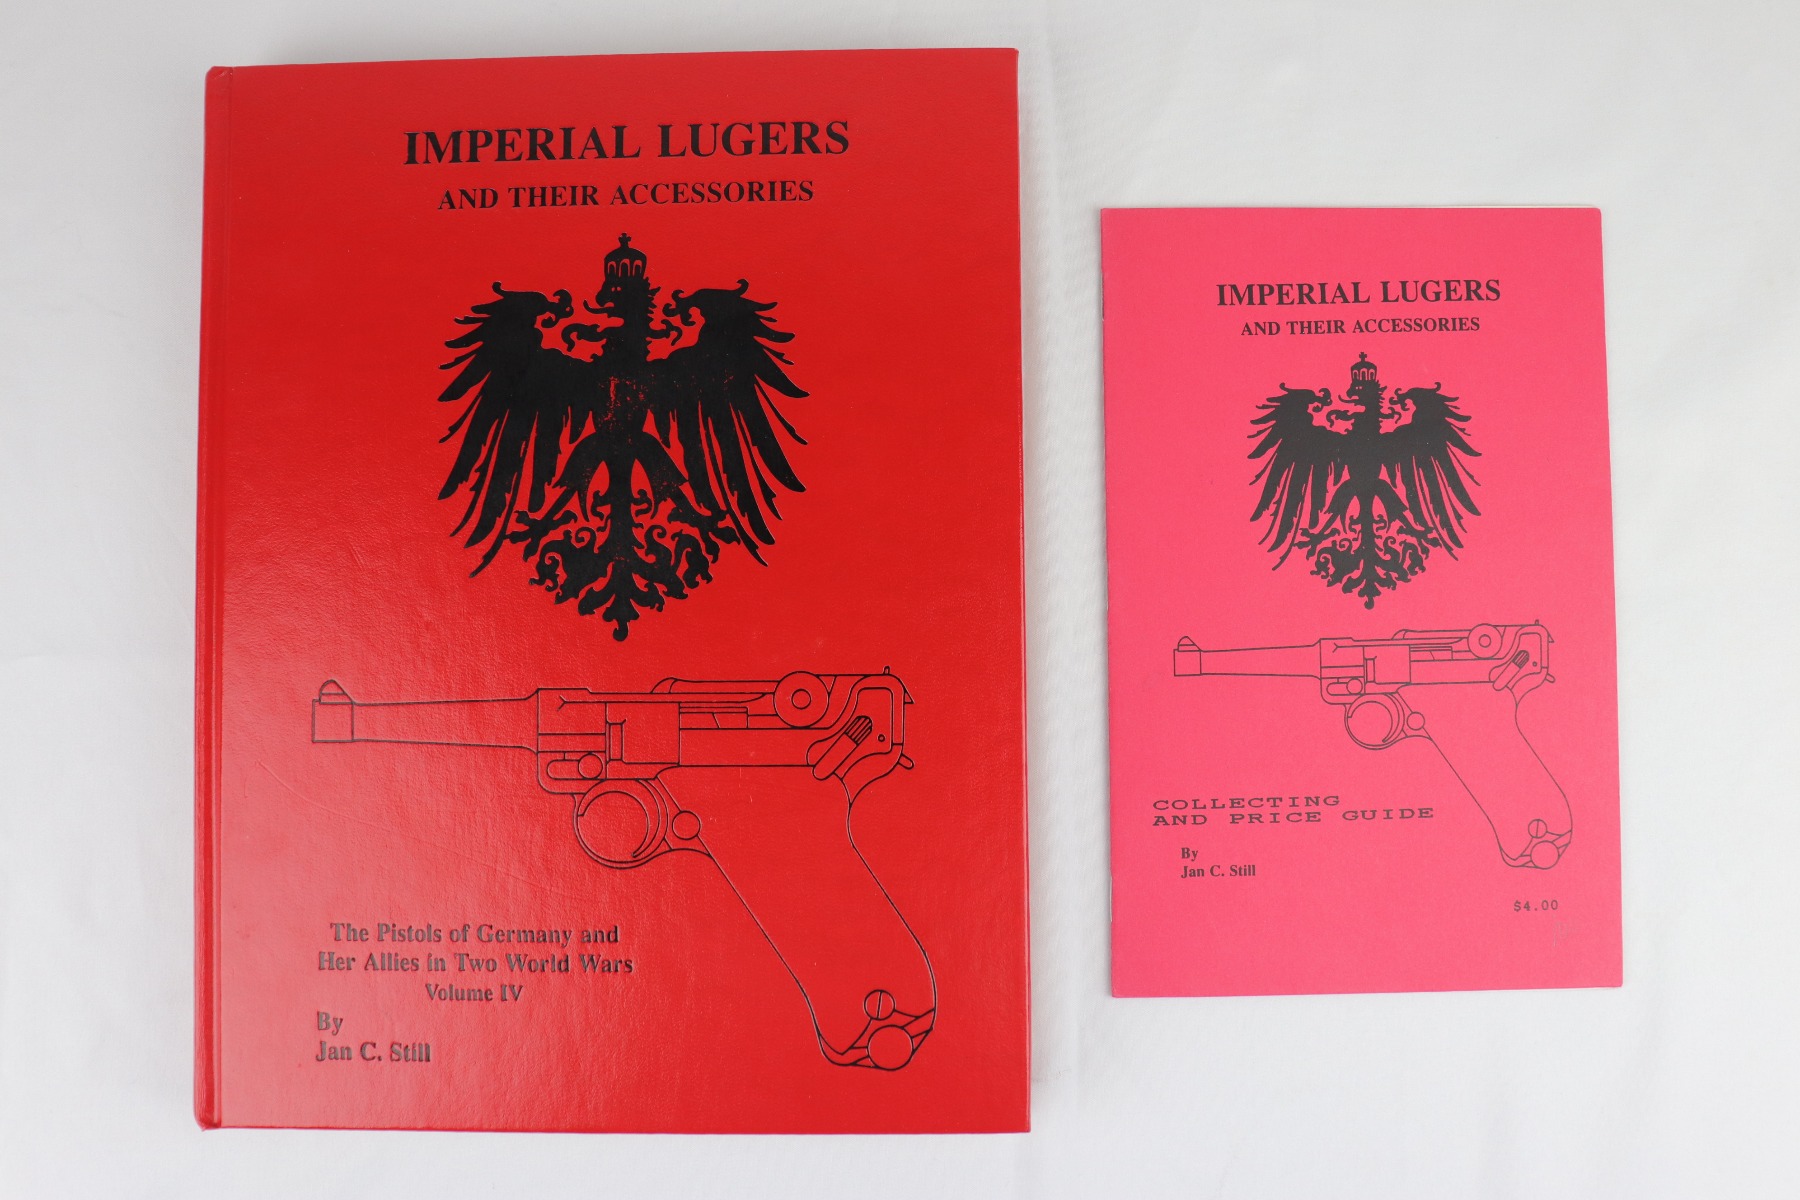 IMPERIAL LUGERS
AND THEIR ACCESSORIES
The Pistols of Germany and
Her Allies in Two World Wars
Volume IV
By
Jan C. Still
IMPERIAL LUGERS
AND THEIR ACCESSORIES
COLLECTING
AND PRICE GUIDE
By
Jan C. Still
$4.00